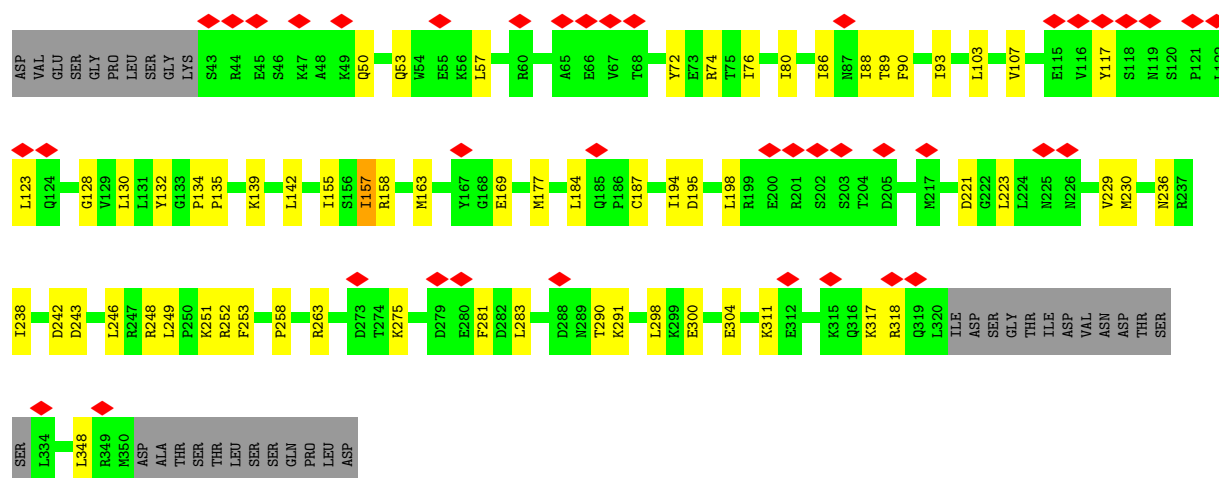 ASP VAL GLU SER GLY PRO LEU SER GLY LYS S43 R44 E45 S46 K47 A48 K49 Q50 Q53 W54 E55 K56 L57 R60 A65 E66 V67 T68 Y72 E73 R74 T75 I76 I80 I86 N87 I88 T89 F90 I93 L103 V107 E115 V116 Y117 S118 N119 S120 P121 L122
L123 Q124 G128 V129 L130 L131 Y132 G133 P134 P135 K139 L142 I155 S156 I157 R158 M163 Y167 G168 E169 M177 L184 Q185 P186 C187 I194 D195 L198 R199 E200 R201 S202 S203 T204 D205 M217 D221 G222 L223 L224 N225 N226 V229 M230 N236 R237
I238 D242 D243 L246 R247 R248 L249 P250 K251 R252 F253 P258 R263 D273 T274 K275 D279 E280 F281 D282 L283 D288 N289 T290 K291 L298 K299 E300 E304 K311 E312 K315 Q316 K317 R318 Q319 L320 ILE ASP SER GLY THR ILE ASP VAL ASN ASP THR SER
SER L334 L348 R349 M350 ASP ALA THR SER THR LEU SER SER GLN PRO LEU ASP